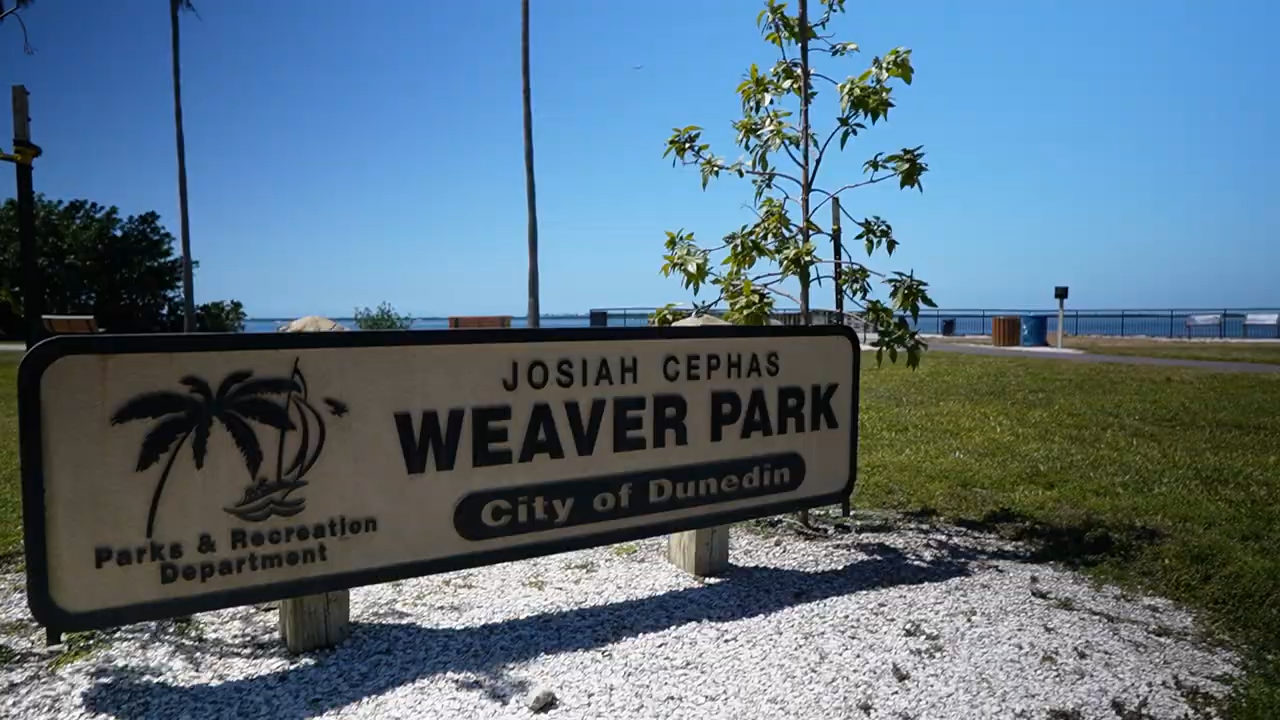 JOSIAH CEPHAS
WEAVER PARK
City of Dunedin
Parks & Recreation
Department